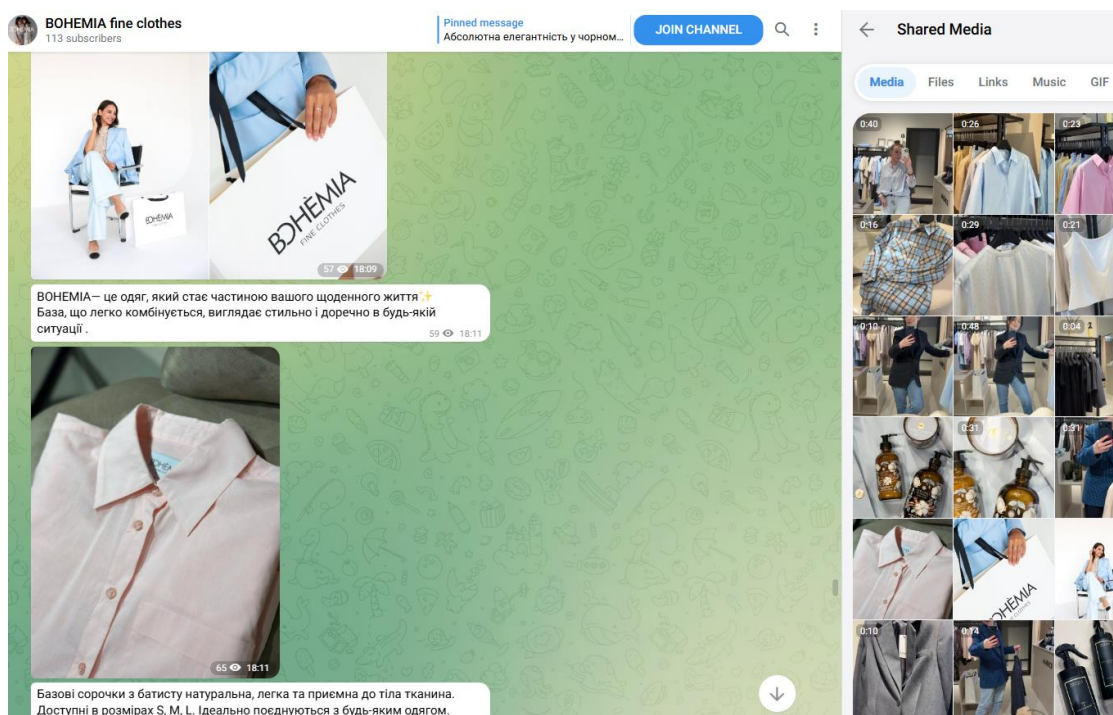 BOHEMIA fine clothes
113 subscribers
Pinned message
Абсолютна елегантність у чорном...
JOIN CHANNEL
BOHÈMIA
FINE CLOTHES
57 18:09
BOHEMIA— це одяг, який стає частиною вашого щоденного життя✨
База, що легко комбінується, виглядає стильно і доречно в будь-якій
ситуації .
59 18:11
65 18:11
Базові сорочки з батисту натуральна, легка та приємна до тіла тканина.
Доступні в розмірах S, M, L. Ідеально поєднуються з будь-яким одягом.
Shared Media
Media Files Links Music GIF
0:40 0:26 0:23
0:16 0:29 0:21
0:10 0:48 0:04
0:31 0:31
OHÈMIA
0:10 0:14